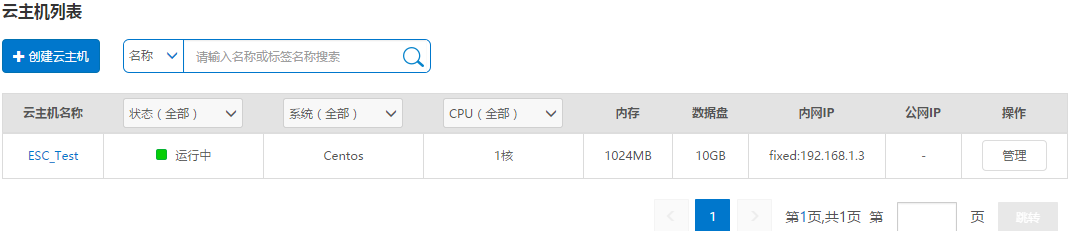 云主机列表
+ 创建云主机 名称 请输入名称或标签名称搜索
云主机名称 状态（全部） 系统（全部） CPU（全部） 内存 数据盘 内网IP 公网IP 操作
ESC_Test 运行中 Centos 1核 1024MB 10GB fixed:192.168.1.3 - 管理
< 1 > 第1页,共1页 第 页 跳转